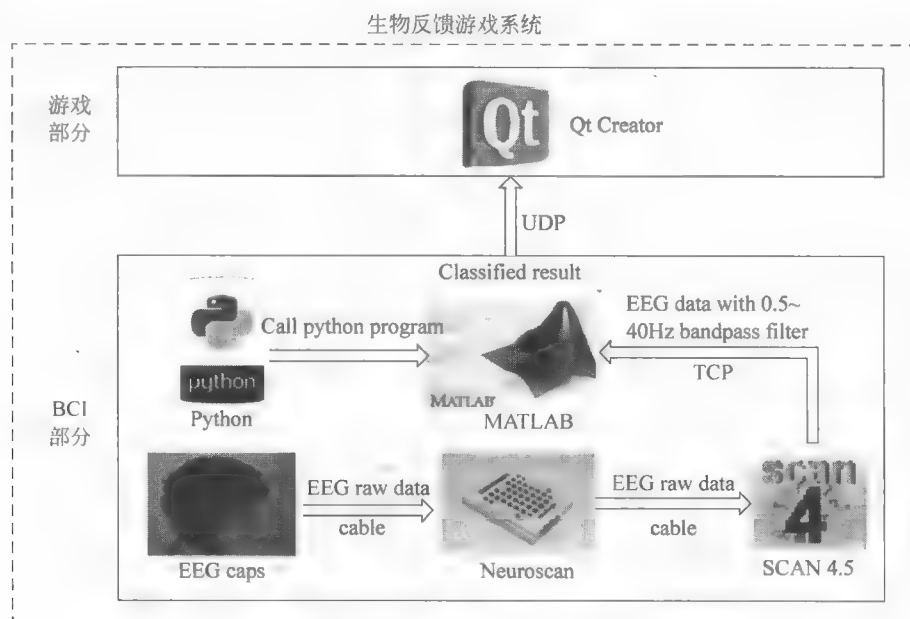 生物反馈游戏系统
游戏
部分
Qt
Qt Creator
UDP
Classified result
EEG data with 0.5~
40Hz bandpass filter
TCP
Call python program
python
Python
MATLAB
MATLAB
BCI
部分
EEG raw data
cable
EEG raw data
cable
scan
4
EEG caps
Neuroscan
SCAN 4.5